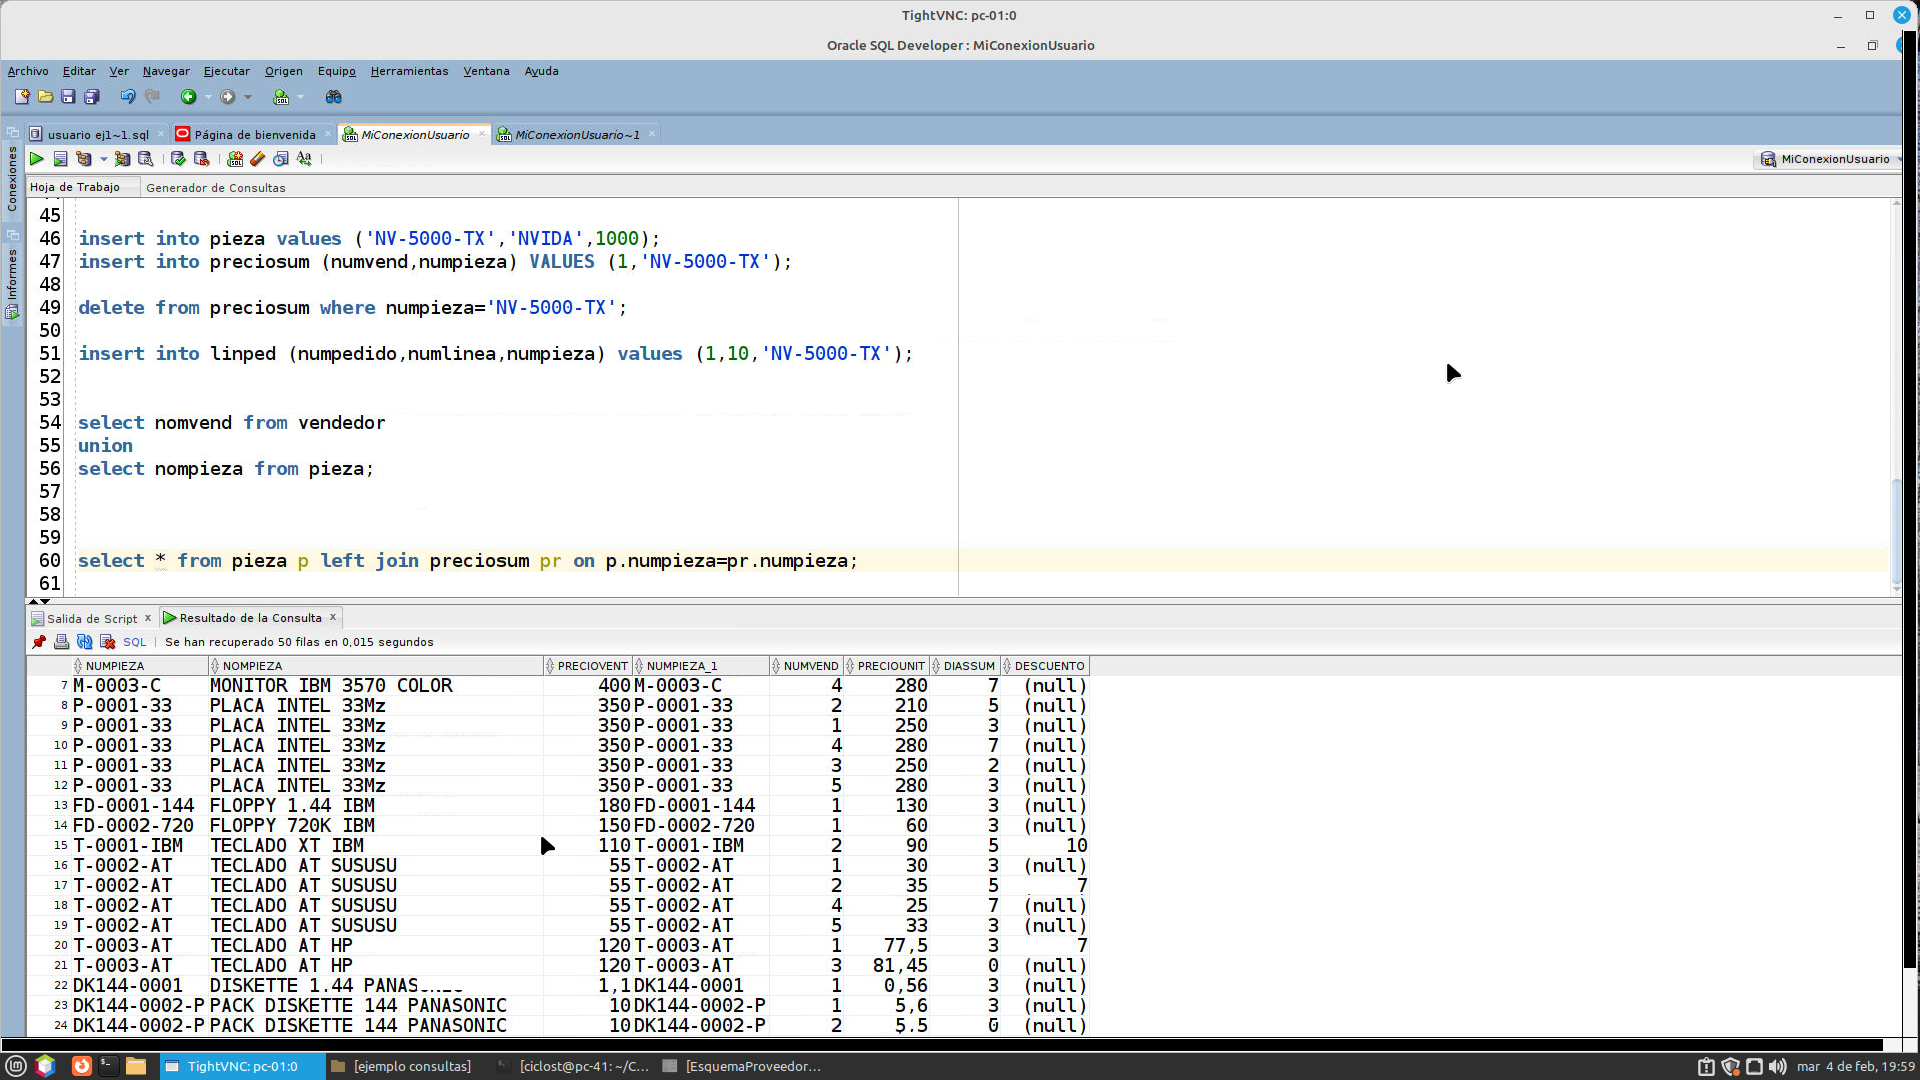 TightVNC: pc-01:0
Oracle SQL Developer : MiConexionUsuario
Archivo Editar Ver Navegar Ejecutar Origen Equipo Herramientas Ventana Ayuda
usuario ej1~1.sql Página de bienvenida MiConexionUsuario MiConexionUsuario~1
MiConexionUsuario
Conexiones
Informes
Hoja de Trabajo Generador de Consultas
45
46 insert into pieza values ('NV-5000-TX','NVIDA',1000);
47 insert into preciosum (numvend,numpieza) VALUES (1,'NV-5000-TX');
48
49 delete from preciosum where numpieza='NV-5000-TX';
50
51 insert into linped (numpedido,numlinea,numpieza) values (1,10,'NV-5000-TX');
52
53
54 select nomvend from vendedor
55 union
56 select nompieza from pieza;
57
58
59
60 select * from pieza p left join preciosum pr on p.numpieza=pr.numpieza;
61
Salida de Script x Resultado de la Consulta x
SQL | Se han recuperado 50 filas en 0,015 segundos
NUMPIEZA NOMPIEZA PRECIOVENT NUMPIEZA_1 NUMVEND PRECIOUNIT DIASSUM DESCUENTO
7 M-0003-C MONITOR IBM 3570 COLOR 400 M-0003-C 4 280 7 (null)
8 P-0001-33 PLACA INTEL 33Mz 350 P-0001-33 2 210 5 (null)
9 P-0001-33 PLACA INTEL 33Mz 350 P-0001-33 1 250 3 (null)
10 P-0001-33 PLACA INTEL 33Mz 350 P-0001-33 4 280 7 (null)
11 P-0001-33 PLACA INTEL 33Mz 350 P-0001-33 3 250 2 (null)
12 P-0001-33 PLACA INTEL 33Mz 350 P-0001-33 5 280 3 (null)
13 FD-0001-144 FLOPPY 1.44 IBM 180 FD-0001-144 1 130 3 (null)
14 FD-0002-720 FLOPPY 720K IBM 150 FD-0002-720 1 60 3 (null)
15 T-0001-IBM TECLADO XT IBM 110 T-0001-IBM 2 90 5 10
16 T-0002-AT TECLADO AT SUSUSU 55 T-0002-AT 1 30 3 (null)
17 T-0002-AT TECLADO AT SUSUSU 55 T-0002-AT 2 35 5 7
18 T-0002-AT TECLADO AT SUSUSU 55 T-0002-AT 4 25 7 (null)
19 T-0002-AT TECLADO AT SUSUSU 55 T-0002-AT 5 33 3 (null)
20 T-0003-AT TECLADO AT HP 120 T-0003-AT 1 77,5 3 7
21 T-0003-AT TECLADO AT HP 120 T-0003-AT 3 81,45 0 (null)
22 DK144-0001 DISKETTE 1.44 1,1 DK144-0001 1 0,56 3 (null)
23 DK144-0002-P PACK DISKETTE 144 PANASONIC 10 DK144-0002-P 1 5,6 3 (null)
24 DK144-0002-P PACK DISKETTE 144 PANASONIC 10 DK144-0002-P 2 5.5 0 (null)
TightVNC: pc-01:0 [ejemplo consultas] [ciclost@pc-41: ~/C... [EsquemaProveedor... mar 4 de feb, 19:59